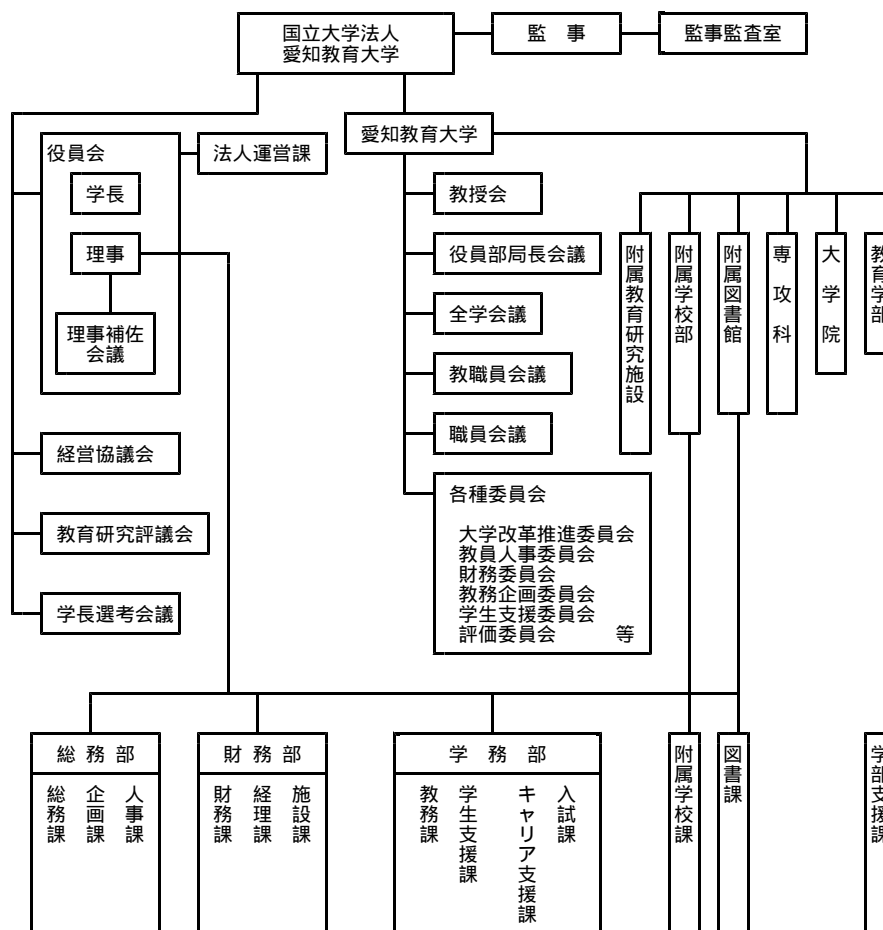 国立大学法人
愛知教育大学
監　事
監事監査室
愛知教育大学
役員会
法人運営課
学長
理事
理事補佐
会議
経営協議会
教育研究評議会
学長選考会議
教授会
役員部局長会議
全学会議
教職員会議
職員会議
各種委員会
大学改革推進委員会
教員人事委員会
財務委員会
教務企画委員会
学生支援委員会
評価委員会　　　等
附属教育研究施設
附属学校部
附属図書館
専攻科
大学院
教育学部
総務部
総務課
企画課
人事課
財務部
財務課
経理課
施設課
学務部
教務課
学生支援課
キャリア支援課
入試課
附属学校課
図書課
学部支援課